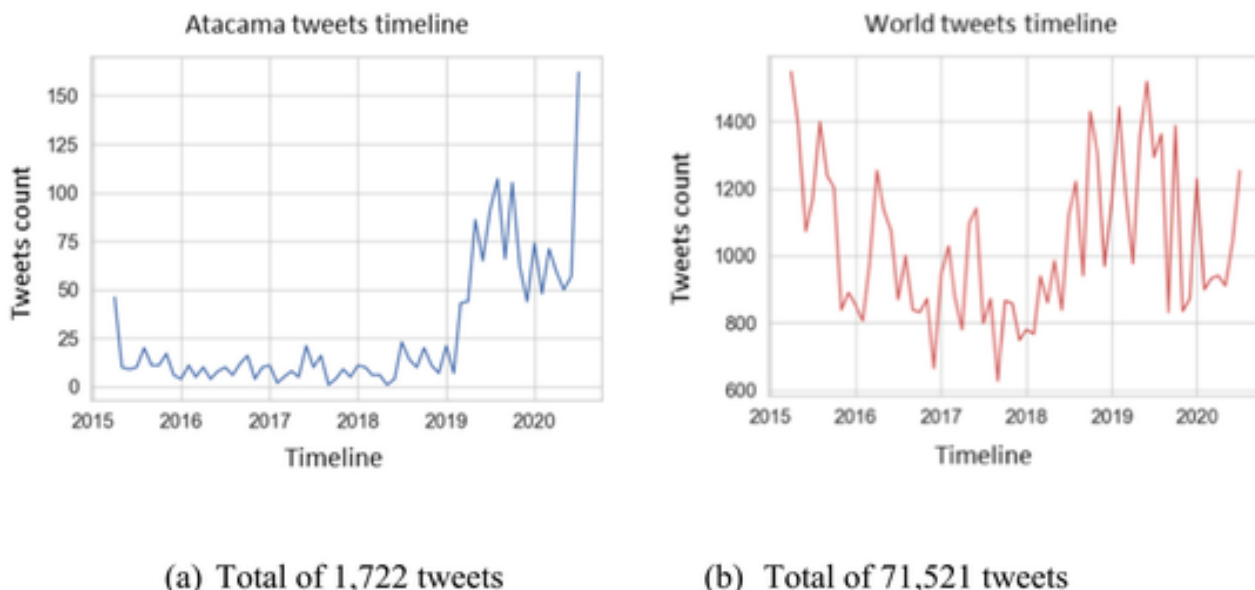 Atacama tweets timeline
Tweets count
150
125
100
75
50
25
0
2015 2016 2017 2018 2019 2020
Timeline
World tweets timeline
Tweets count
1400
1200
1000
800
600
2015 2016 2017 2018 2019 2020
Timeline
(a) Total of 1,722 tweets
(b) Total of 71,521 tweets